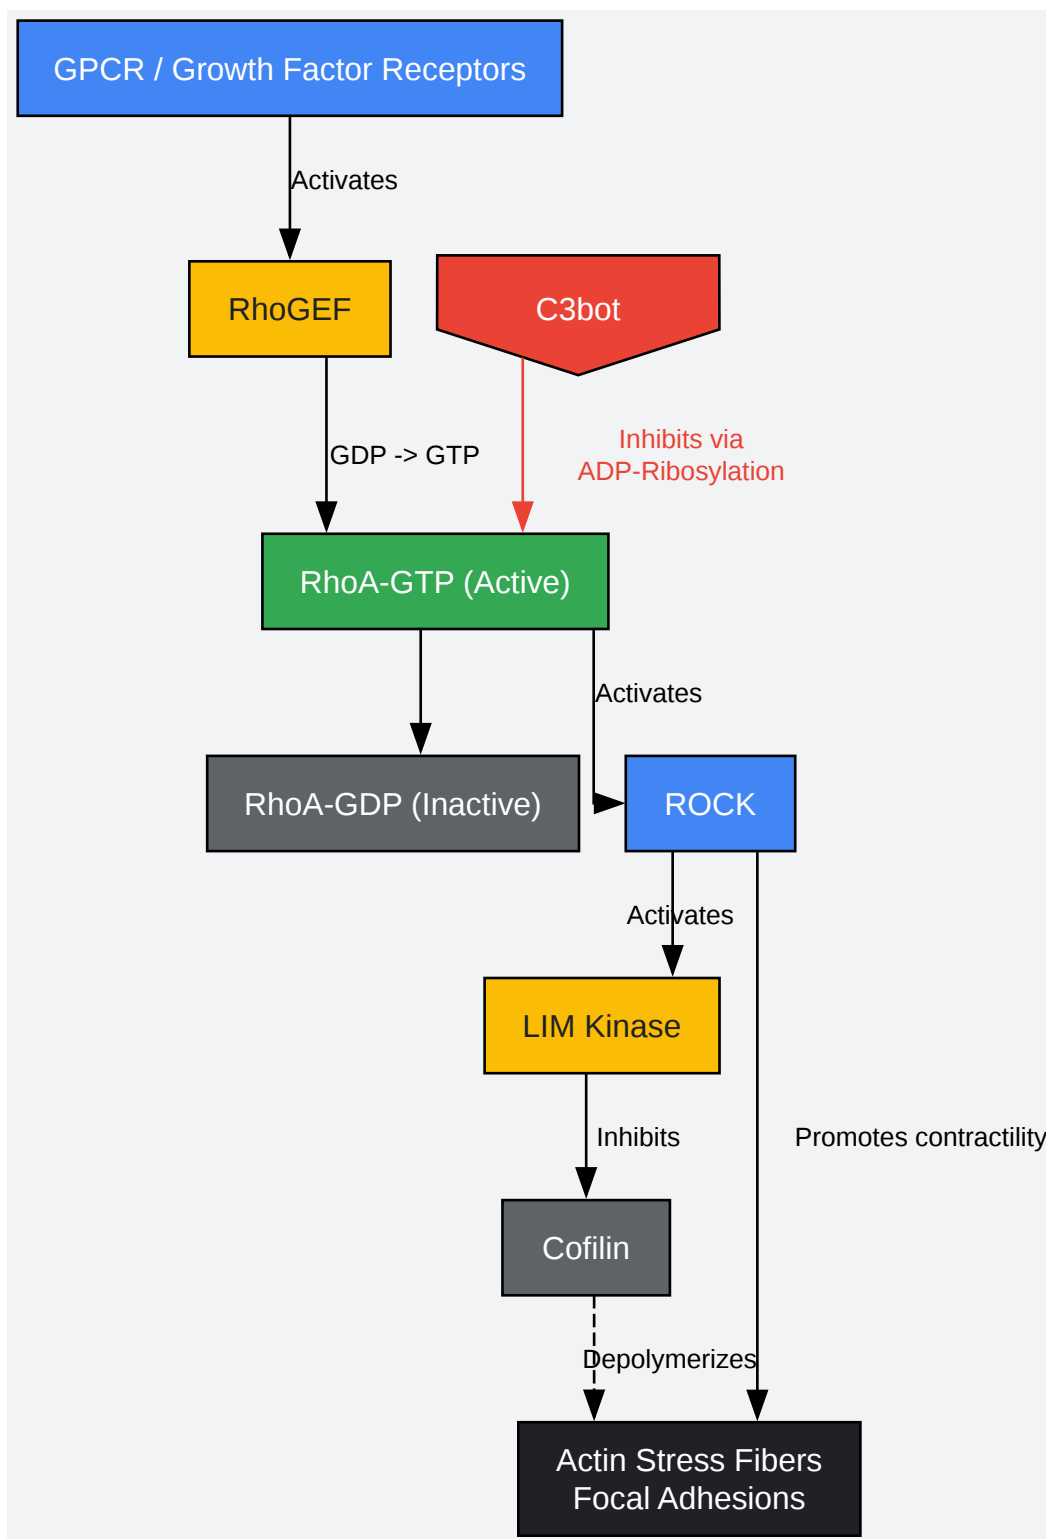 GPCR / Growth Factor Receptors
Activates
RhoGEF
C3bot
GDP -> GTP
Inhibits via
ADP-Ribosylation
RhoA-GTP (Active)
Activates
RhoA-GDP (Inactive)
ROCK
Activates
LIM Kinase
Inhibits
Promotes contractility
Cofilin
Depolymerizes
Actin Stress Fibers
Focal Adhesions